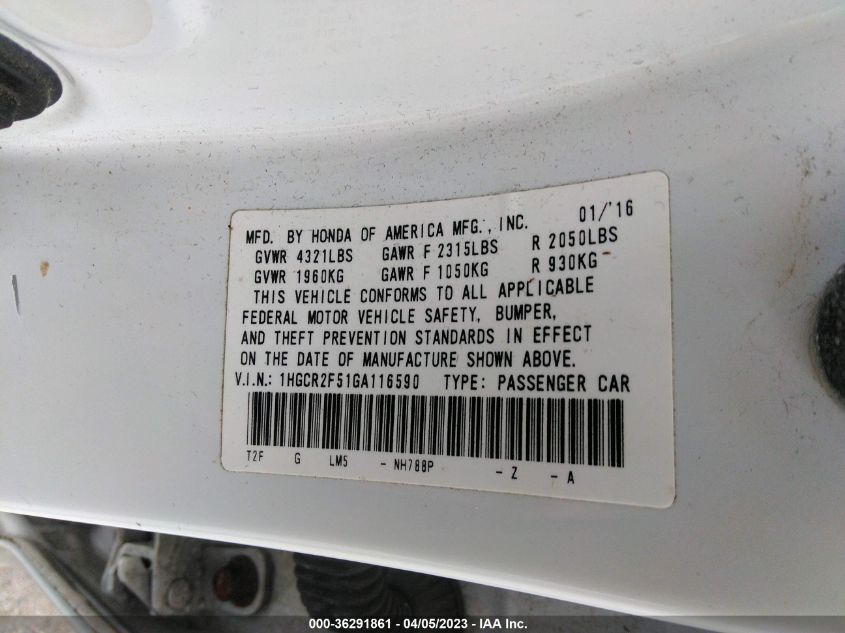 01/'16
MFD. BY HONDA OF AMERICA MFG., INC.
GVWR 4321LBS GAWR F 2315LBS R 2050LBS
GVWR 1960KG GAWR F 1050KG R 930KG
THIS VEHICLE CONFORMS TO ALL APPLICABLE
FEDERAL MOTOR VEHICLE SAFETY, BUMPER,
AND THEFT PREVENTION STANDARDS IN EFFECT
ON THE DATE OF MANUFACTURE SHOWN ABOVE.
V.I.N.: 1HGCR2F51GA116590 TYPE: PASSENGER CAR
T2F G LM5 - NH788P - Z - A
000-36291861 - 04/05/2023 - IAA Inc.